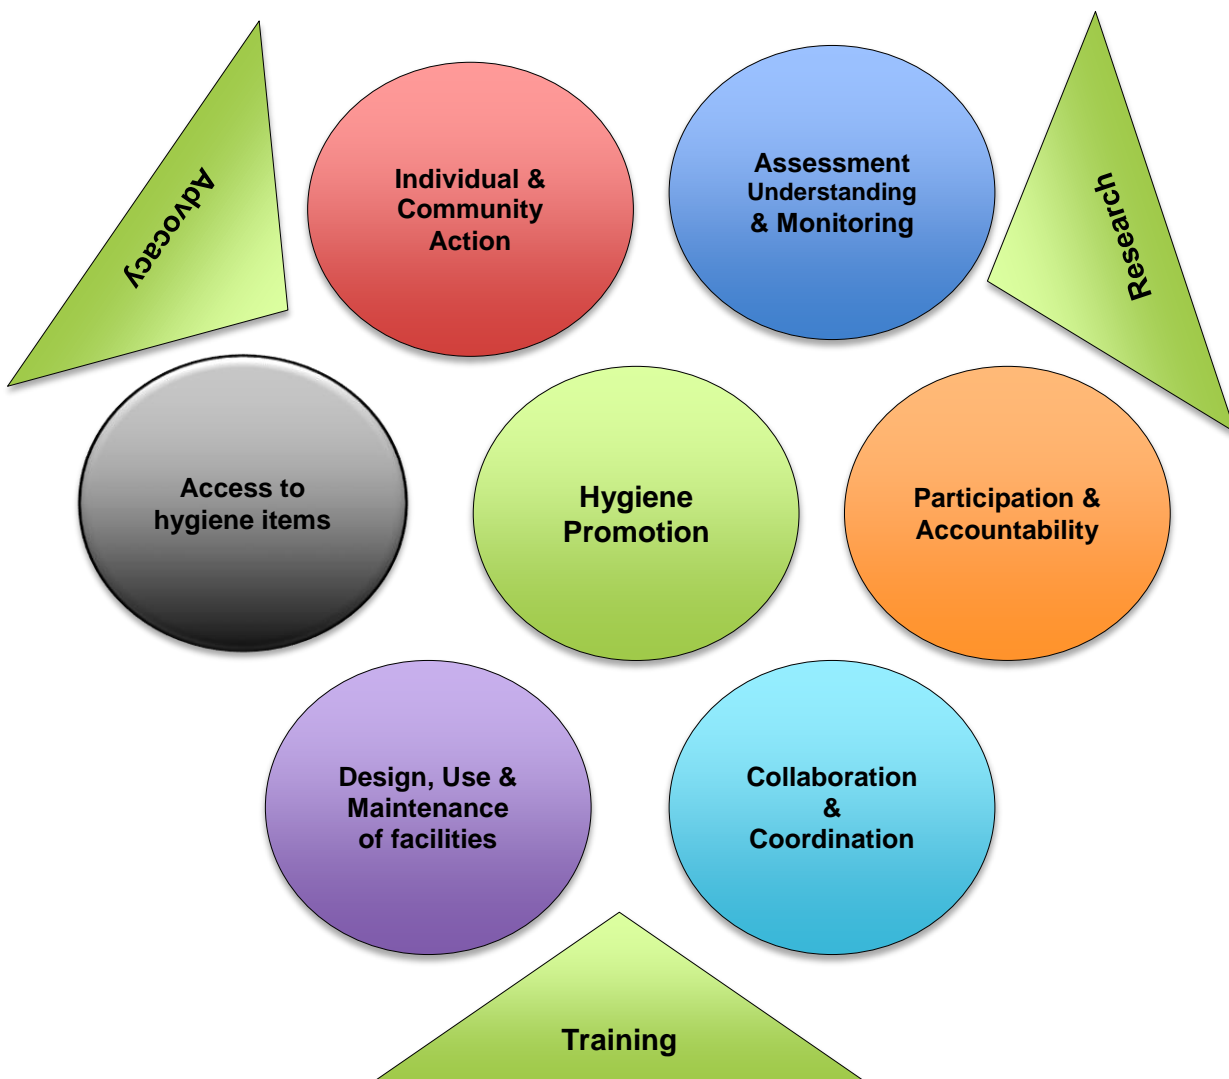 Advocacy
Individual &
Community
Action
Assessment
Understanding
& Monitoring
Research
Access to
hygiene items
Hygiene
Promotion
Participation &
Accountability
Design, Use &
Maintenance
of facilities
Collaboration
&
Coordination
Training